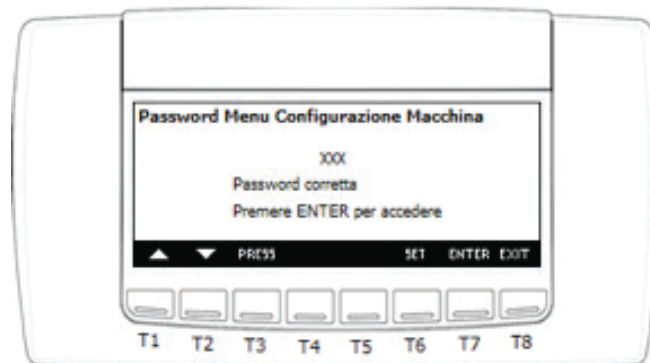 Password Menu Configurazione Macchina
XXX
Password corretta
Premere ENTER per accedere
PRESS SET ENTER EXIT
T1 T2 T3 T4 T5 T6 T7 T8